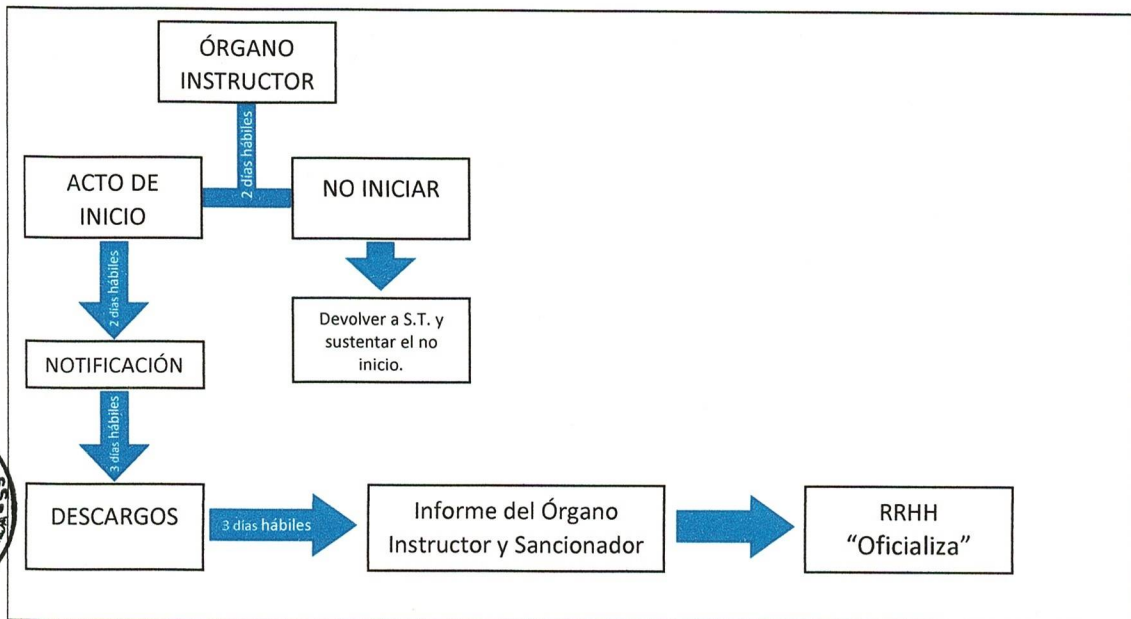 ÓRGANO
INSTRUCTOR
2 días hábiles
ACTO DE
INICIO
NO INICIAR
2 días hábiles
Devolver a S.T. y
sustentar el no
inicio.
NOTIFICACIÓN
3 días hábiles
DESCARGOS
3 días hábiles
Informe del Órgano
Instructor y Sancionador
RRHH
“Oficializa”